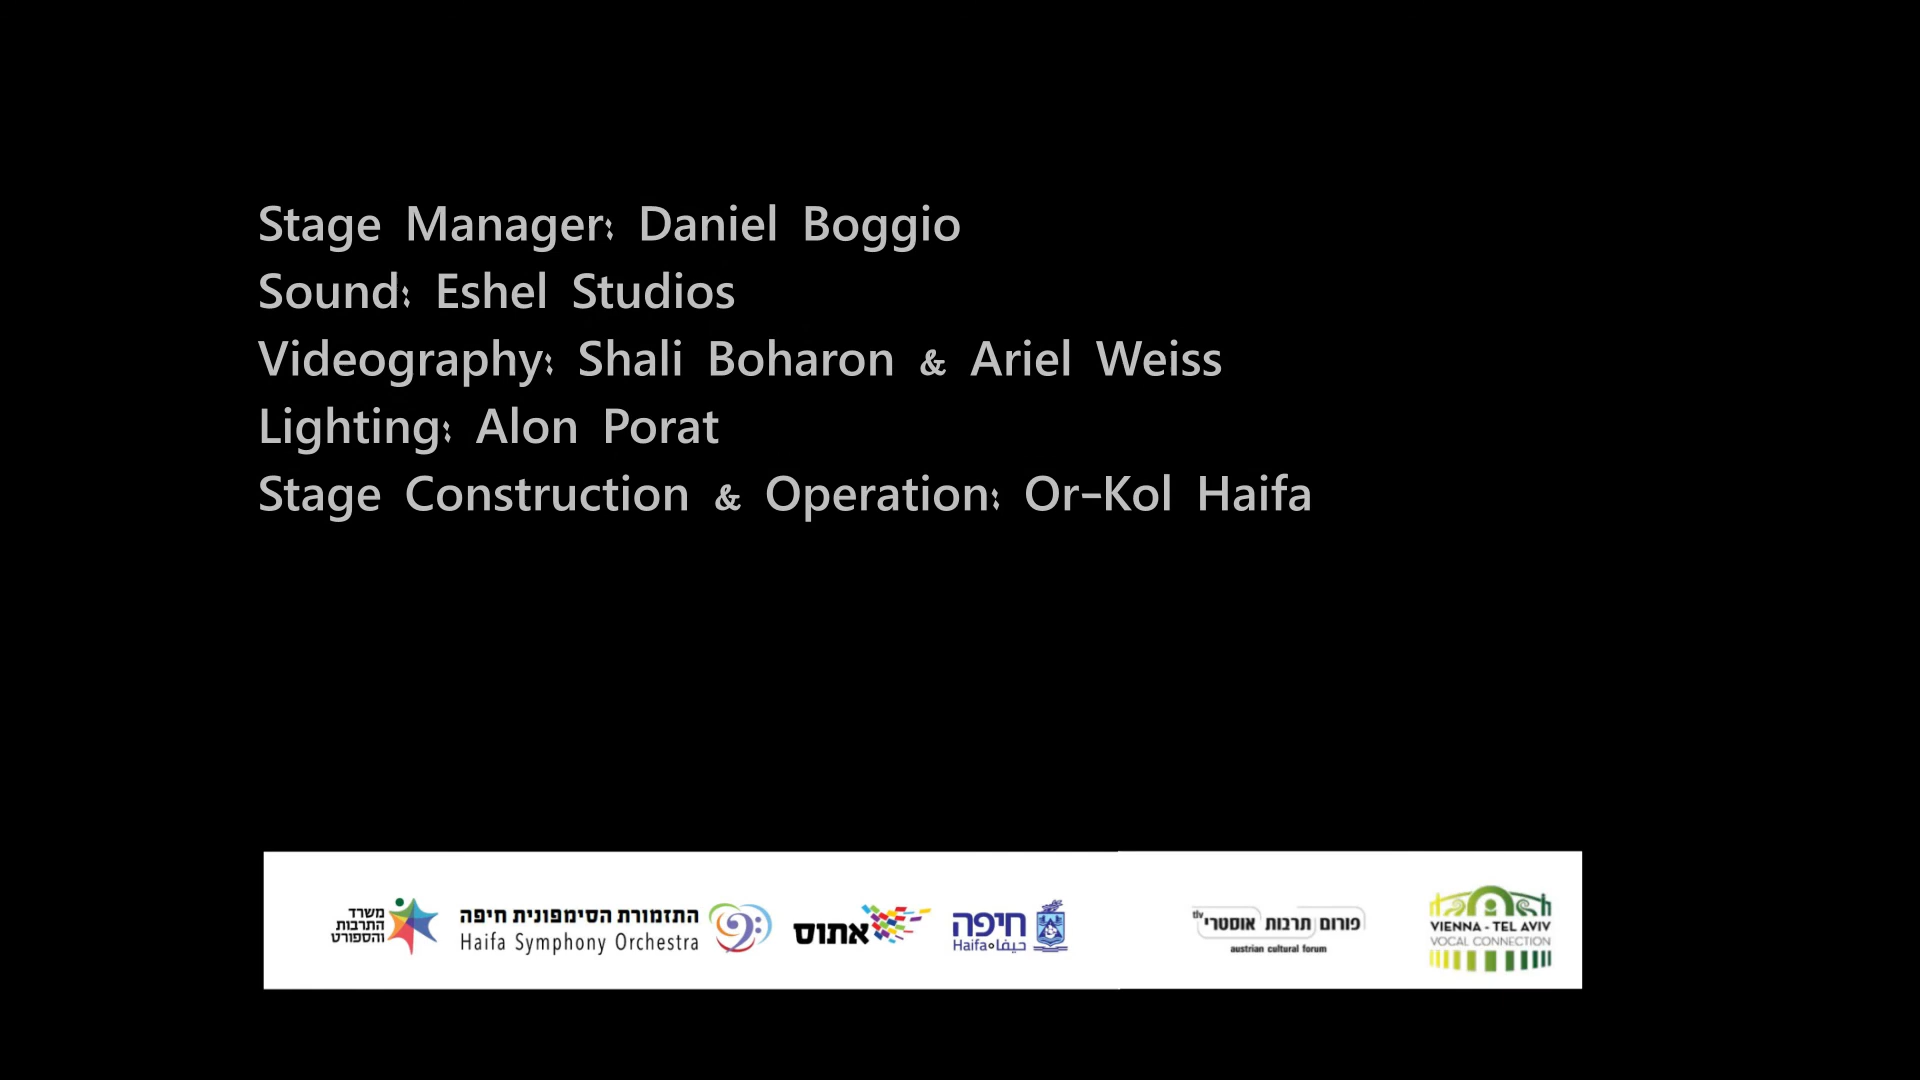 Stage Manager: Daniel Boggio
Sound: Eshel Studios
Videography: Shali Boharon & Ariel Weiss
Lighting: Alon Porat
Stage Construction & Operation: Or-Kol Haifa
משרד
התרבות
והספורט
התזמורת הסימפונית חיפה
Haifa Symphony Orchestra
אתוס
חיפה
Haifa حيفا
פורום תרבות אוסטרי tlv
austrian cultural forum
VIENNA - TEL AVIV
VOCAL CONNECTION